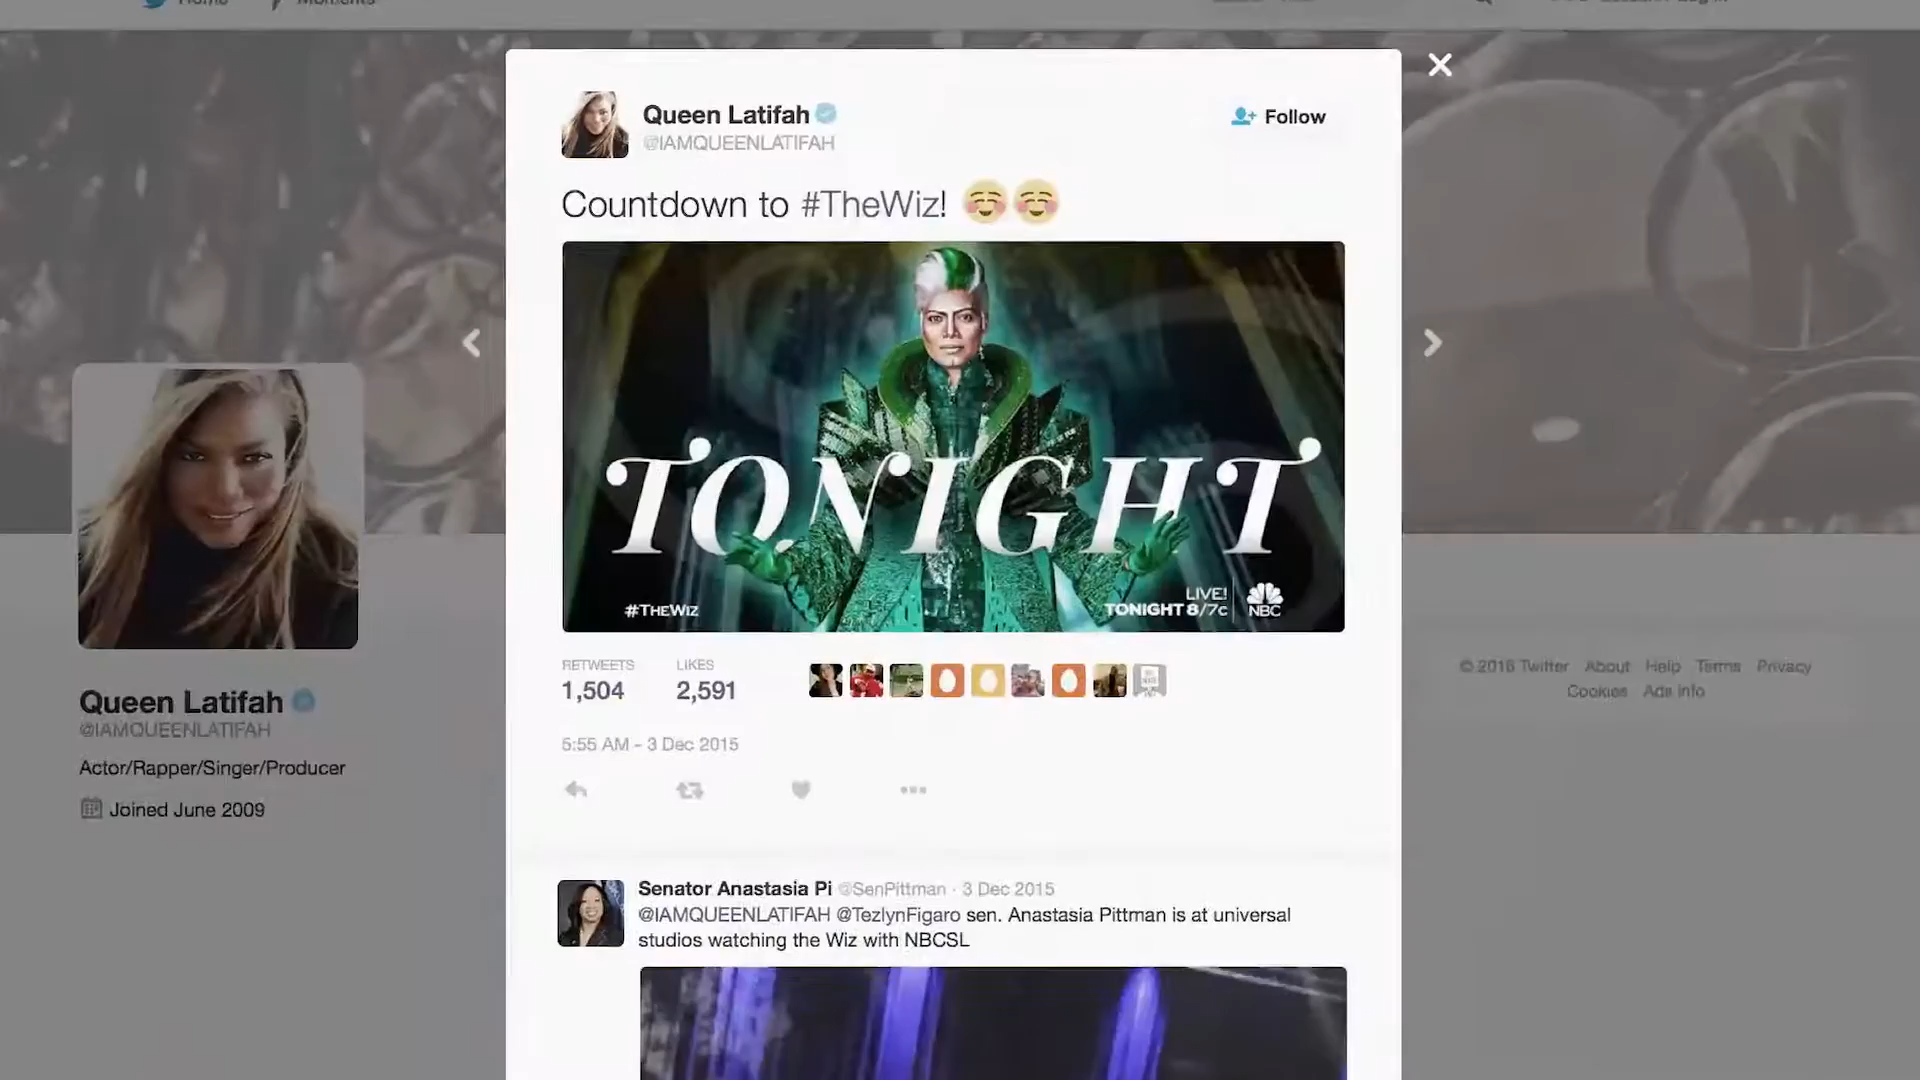 Home Moments
Queen Latifah
@IAMQUEENLATIFAH
Follow
Countdown to #TheWiz!
TONIGHT
#THEWIZ
LIVE!
TONIGHT 8/7c
NBC
RETWEETS
1,504
LIKES
2,591
5:55 AM - 3 Dec 2015
Senator Anastasia Pi @SenPittman · 3 Dec 2015
@IAMQUEENLATIFAH @TezlynFigaro sen. Anastasia Pittman is at universal
studios watching the Wiz with NBCSL
Queen Latifah
@IAMQUEENLATIFAH
Actor/Rapper/Singer/Producer
Joined June 2009
© 2016 Twitter About Help Terms Privacy
Cookies Ads info